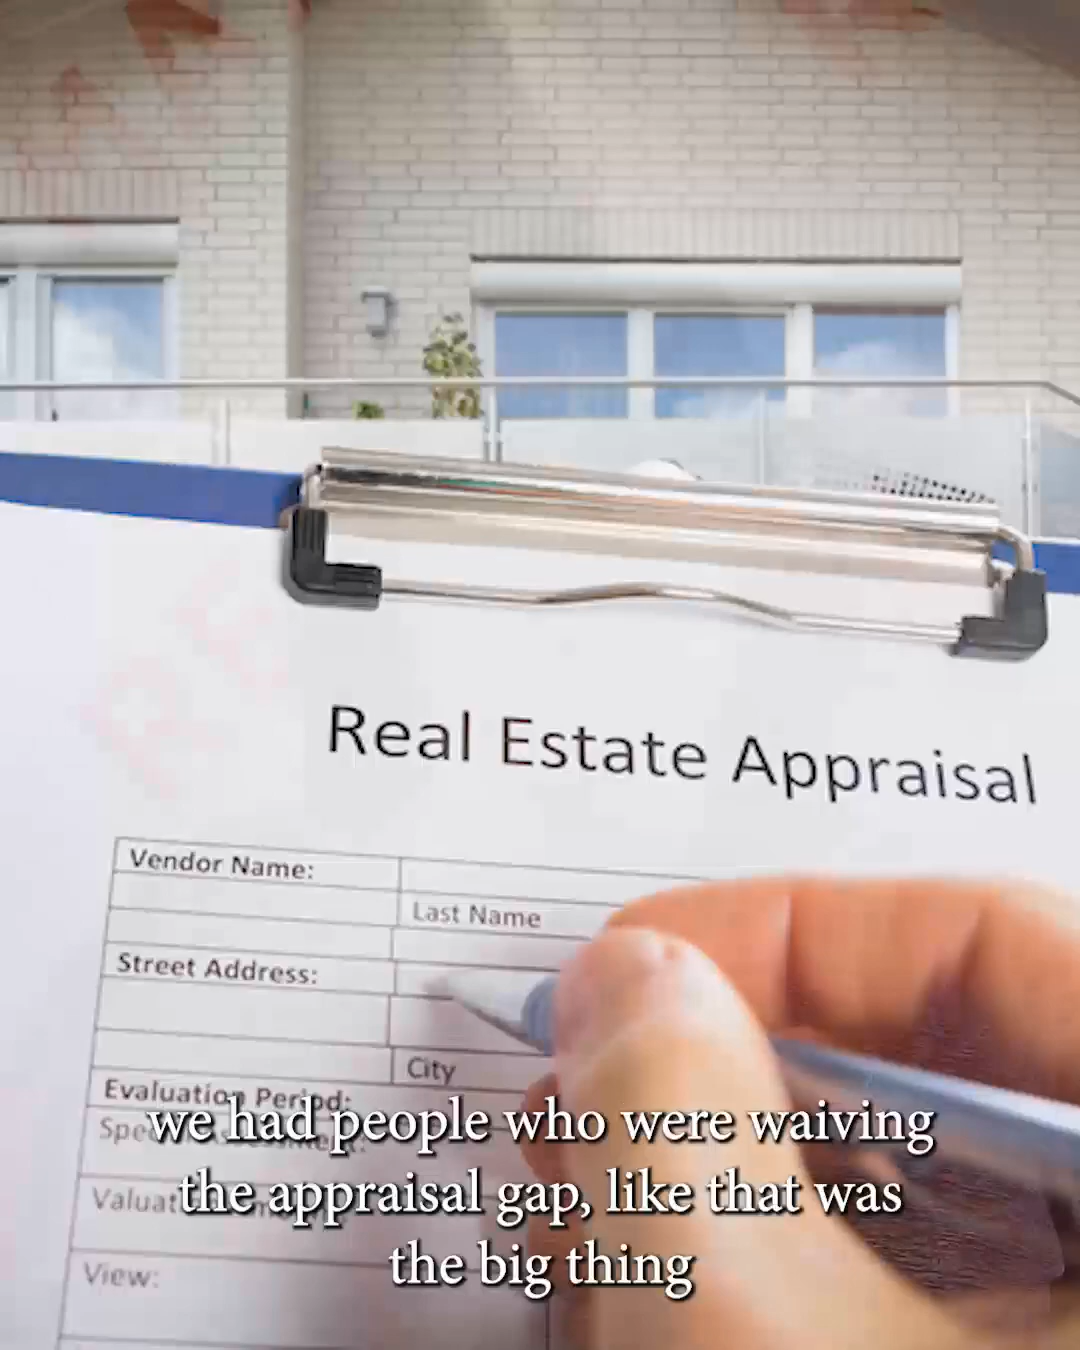 Real Estate Appraisal
Vendor Name:
Last Name
Street Address:
City
Evaluation Period:
View:
we had people who were waiving
the appraisal gap, like that was
the big thing